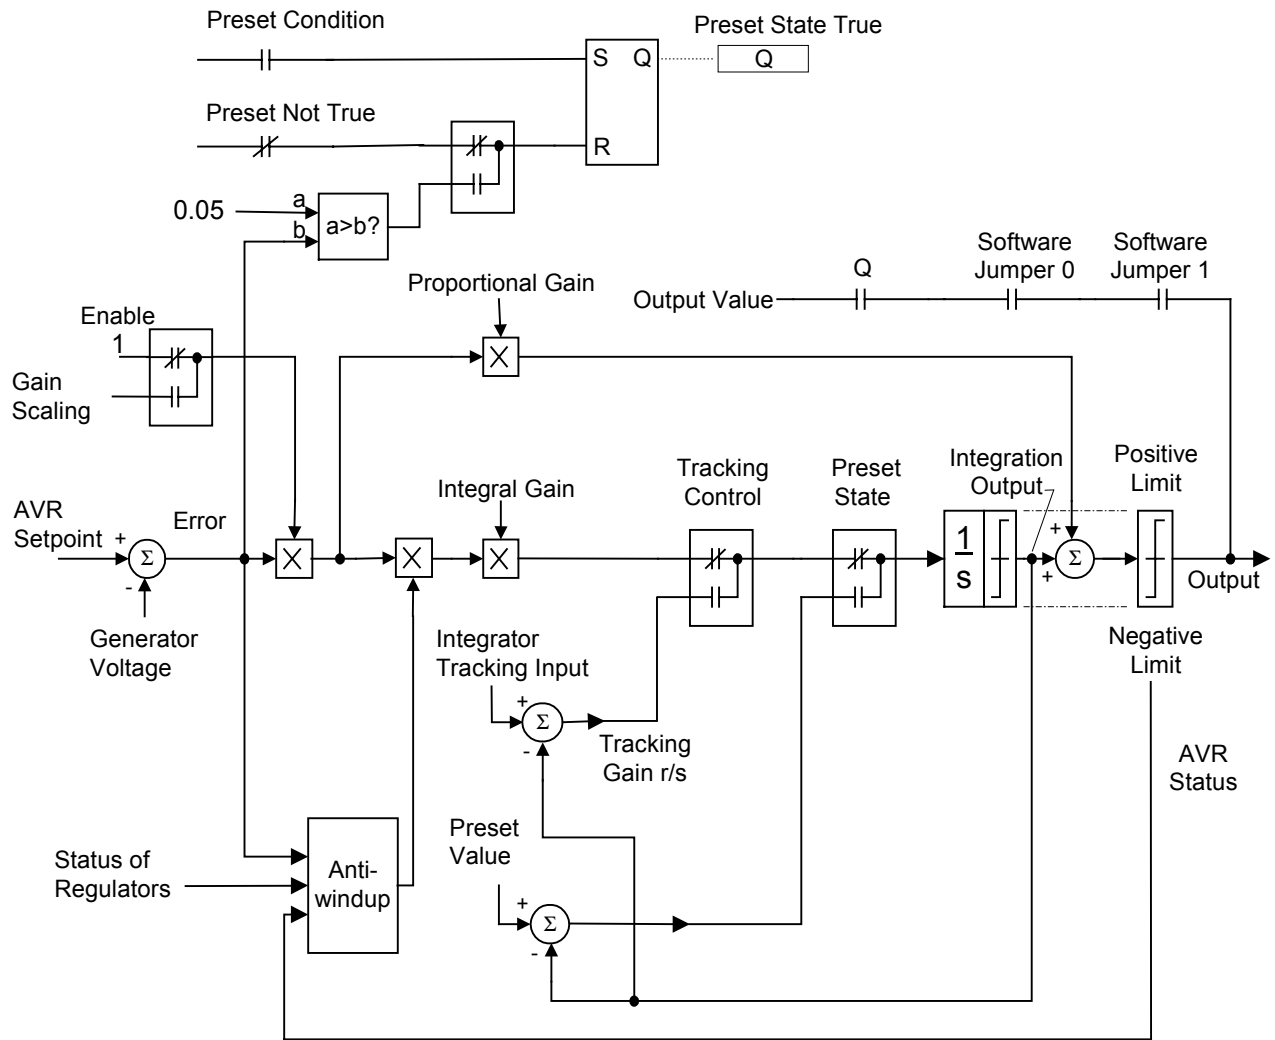 Preset Condition
Preset State True
S Q
Q
Preset Not True
R
0.05
a
b
a>b?
Software
Jumper 0
Software
Jumper 1
Q
Output Value
Proportional Gain
Enable
1
Gain
Scaling
X
Integral Gain
Tracking
Control
Preset
State
Integration
Output
Positive
Limit
AVR
Setpoint
+
Σ
-
Error
X
X
X
1
s
+
+
Σ
Output
Generator
Voltage
Negative
Limit
Integrator
Tracking Input
+
Σ
-
Tracking
Gain r/s
AVR
Status
Preset
Value
+
Σ
-
Status of
Regulators
Anti-
windup